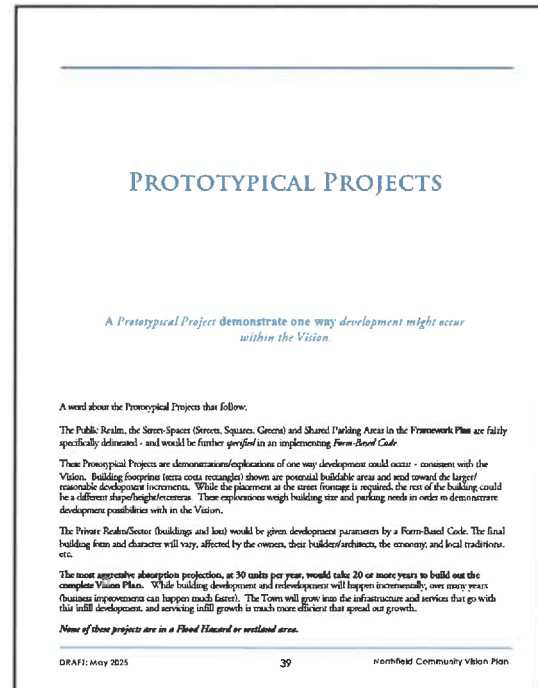 PROTOTYPICAL PROJECTS
A Prototypical Project demonstrate one way development might occur
within the Vision.
A word about the Prototypical Projects that follow.
The Public Realm, the Street-Spaces (Streets, Squares, Greens) and Shared Parking Areas in the Framework Plan are fairly
specifically delineated - and would be further specified in an implementing Form-Based Code.
These Prototypical Projects are demonstrations/explorations of one way development could occur - consistent with the
Vision. Building footprints (terra cotta rectangles) shown are potential buildable areas and tend toward the larger/
reasonable development increments. While the placement at the street frontage is required, the rest of the building could
be a different shape/height/etcetera. These explorations weigh building size and parking needs in order to demonstrate
development possibilities with in the Vision.
The Private Realm/Sector (buildings and lots) would be given development parameters by a Form-Based Code. The final
building form and character will vary, affected by the owners, their builders/architects, the economy, and local traditions,
etc.
The most aggressive absorption projection, at 30 units per year, would take 20 or more years to build out the
complete Vision Plan. While building development and redevelopment will happen incrementally, over many years
(business improvements can happen much faster). The Town will grow into the infrastructure and services that go with
this infill development, and servicing infill growth is much more efficient that spread out growth.
None of these projects are in a Flood Hazard or wetland area.
DRAFT: May 2025 39 Northfield Community Vision Plan